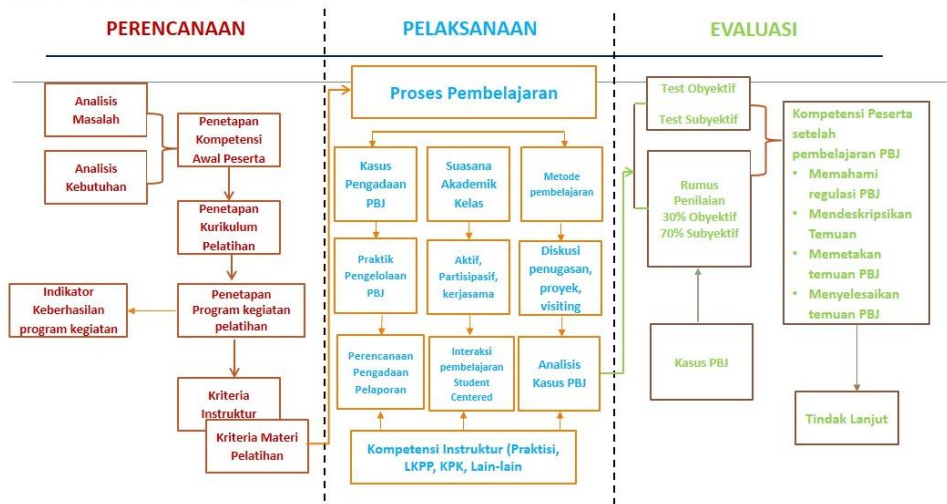 PERENCANAAN
Analisis
Masalah
Analisis
Kebutuhan
Penetapan
Kompetensi
Awal Peserta
Penetapan
Kurikulum
Pelatihan
Penetapan
Program kegiatan
pelatihan
Indikator
Keberhasilan
program kegiatan
Kriteria
Instruktur
Kriteria Materi
Pelatihan
PELAKSANAAN
Proses Pembelajaran
Kasus
Pengadaan
PBJ
Suasana
Akademik
Kelas
Metode
pembelajaran
Praktik
Pengelolaan
PBJ
Aktif,
Partisipasif,
kerjasama
Diskusi
penugasan,
proyek,
visiting
Perencanaan
Pengadaan
Pelaporan
Interaksi
pembelajaran
Student
Centered
Analisis
Kasus PBJ
Kompetensi Instruktur (Praktisi,
LKPP, KPK, Lain-lain
EVALUASI
Test Obyektif
Test Subyektif
Rumus
Penilaian
30% Obyektif
70% Subyektif
Kasus PBJ
Kompetensi Peserta
setelah
pembelajaran PBJ
• Memahami
regulasi PBJ
• Mendeskripsikan
Temuan
• Memetakan
temuan PBJ
• Menyelesaikan
temuan PBJ
Tindak Lanjut